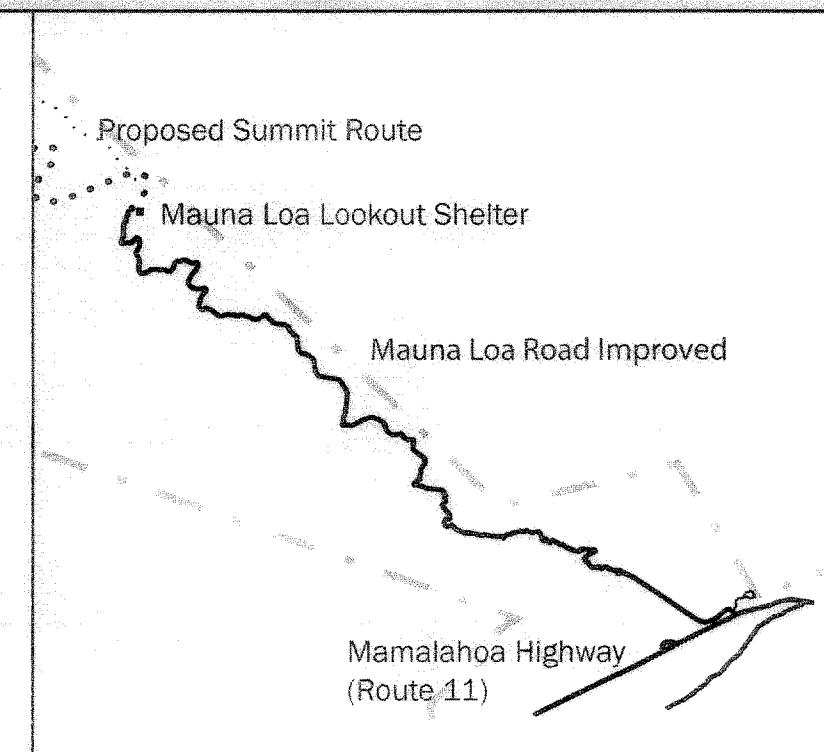 Proposed Summit Route
Mauna Loa Lookout Shelter
Mauna Loa Road Improved
Mamalahoa Highway
(Route 11)